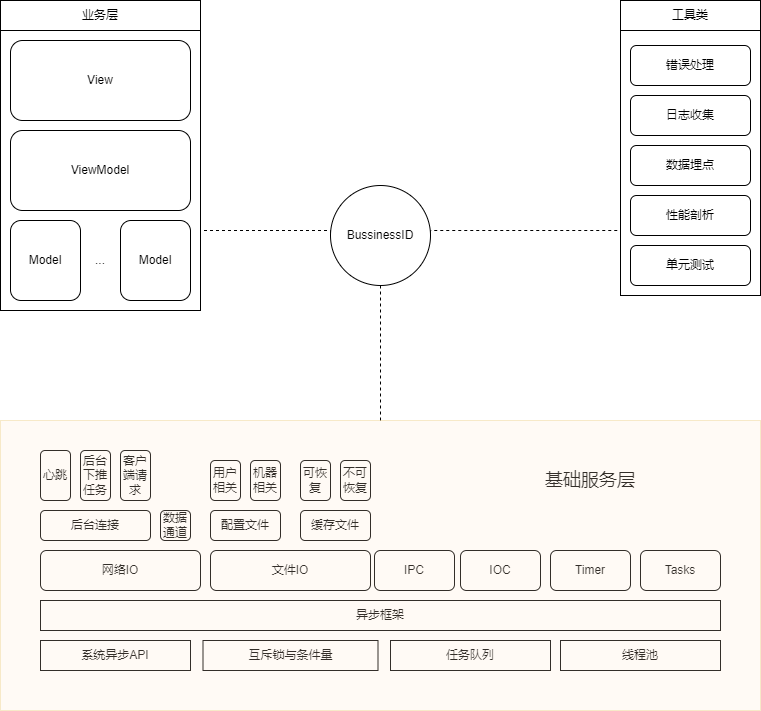 业务层
View
ViewModel
Model
...
Model
工具类
错误处理
日志收集
数据埋点
性能剖析
单元测试
BussinessID
基础服务层
心跳
后台
下推
任务
客户
端请
求
用户
相关
机器
相关
可恢
复
不可
恢复
后台连接
数据
通道
配置文件
缓存文件
网络IO
文件IO
IPC
IOC
Timer
Tasks
异步框架
系统异步API
互斥锁与条件量
任务队列
线程池